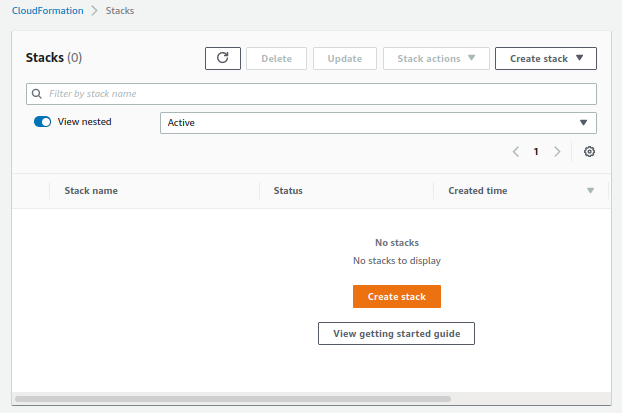 CloudFormation > Stacks
Stacks (0) Delete Update Stack actions Create stack
Filter by stack name
View nested Active
1
Stack name Status Created time
No stacks
No stacks to display
Create stack
View getting started guide